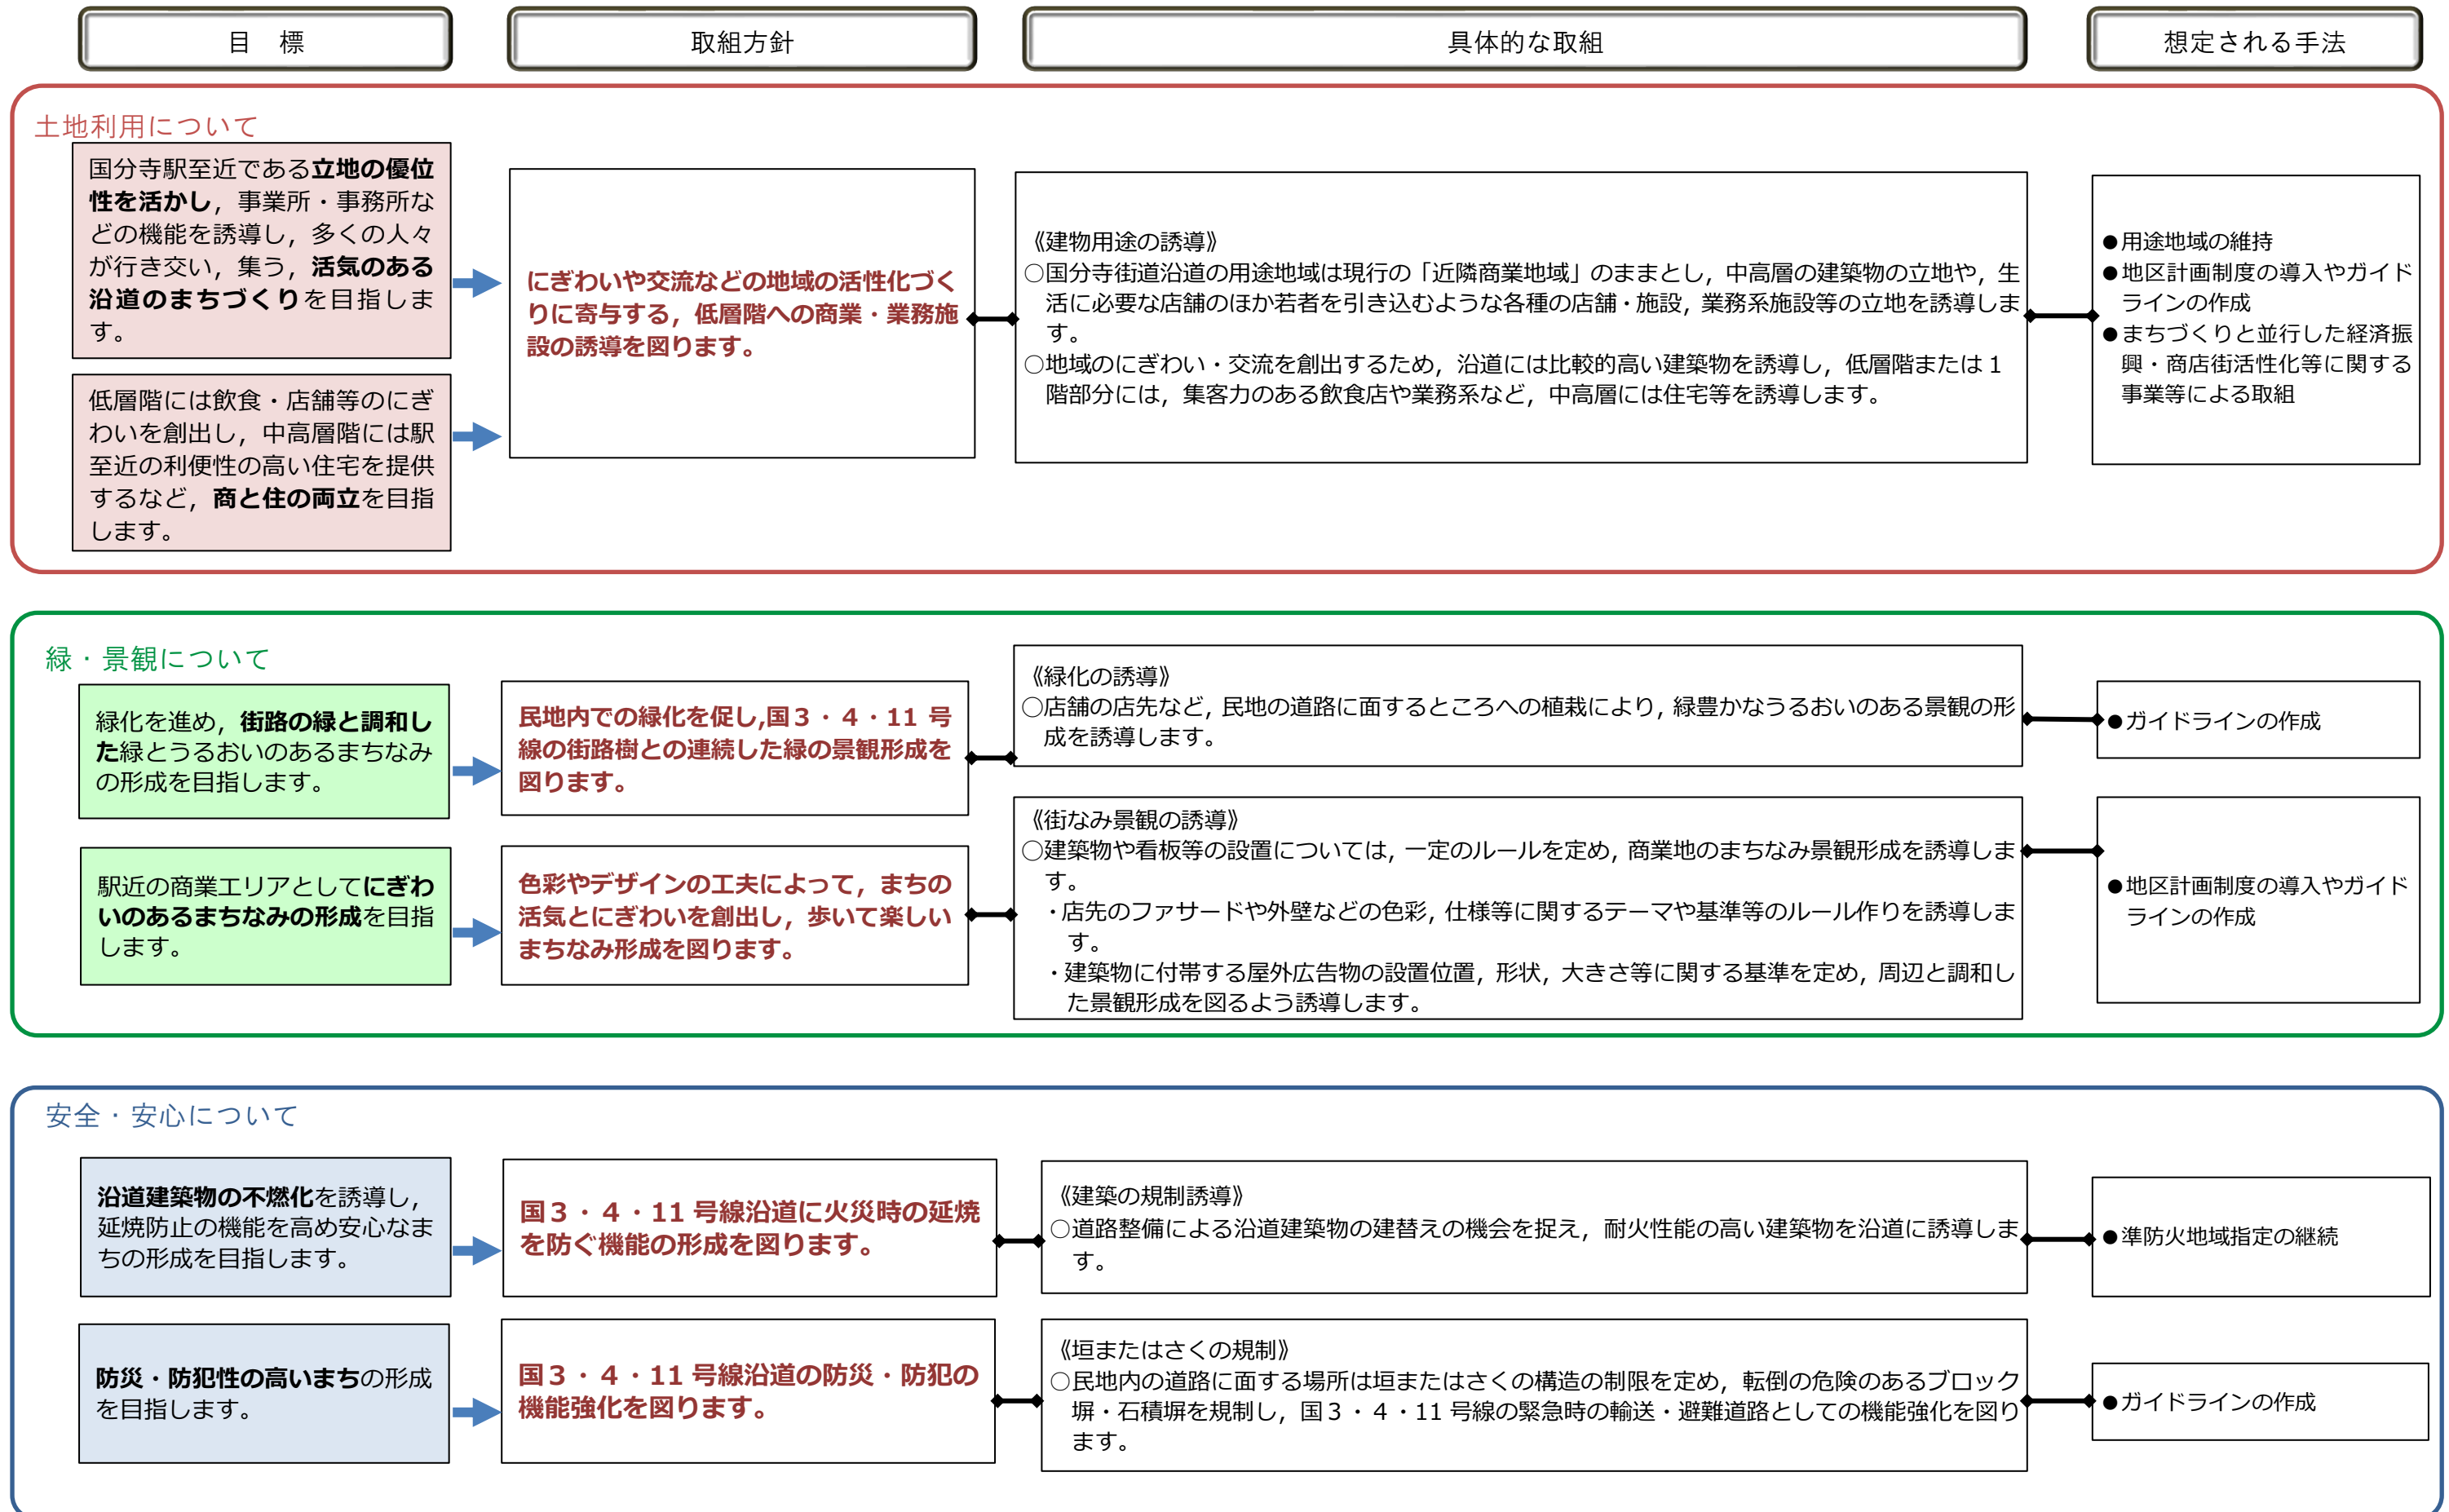 目　標
取組方針
具体的な取組
想定される手法
土地利用について
国分寺駅至近である立地の優位
性を活かし，事業所・事務所な
どの機能を誘導し，多くの人々
が行き交い，集う，活気のある
沿道のまちづくりを目指しま
す。
低層階には飲食・店舗等のにぎ
わいを創出し，中高層階には駅
至近の利便性の高い住宅を提供
するなど，商と住の両立を目指
します。
にぎわいや交流などの地域の活性化づく
りに寄与する，低層階への商業・業務施
設の誘導を図ります。
《建物用途の誘導》
○国分寺街道沿道の用途地域は現行の「近隣商業地域」のままとし，中高層の建築物の立地や，生
活に必要な店舗のほか若者を引き込むような各種の店舗・施設，業務系施設等の立地を誘導しま
す。
○地域のにぎわい・交流を創出するため，沿道には比較的高い建築物を誘導し，低層階または１
階部分には，集客力のある飲食店や業務系など，中高層には住宅等を誘導します。
●用途地域の維持
●地区計画制度の導入やガイド
ラインの作成
●まちづくりと並行した経済振
興・商店街活性化等に関する
事業等による取組
緑・景観について
緑化を進め，街路の緑と調和し
た緑とうるおいのあるまちなみ
の形成を目指します。
民地内での緑化を促し,国３・４・11 号
線の街路樹との連続した緑の景観形成を
図ります。
《緑化の誘導》
○店舗の店先など，民地の道路に面するところへの植栽により，緑豊かなうるおいのある景観の形
成を誘導します。
●ガイドラインの作成
駅近の商業エリアとしてにぎわ
いのあるまちなみの形成を目指
します。
色彩やデザインの工夫によって，まちの
活気とにぎわいを創出し，歩いて楽しい
まちなみ形成を図ります。
《街なみ景観の誘導》
○建築物や看板等の設置については，一定のルールを定め，商業地のまちなみ景観形成を誘導しま
す。
・店先のファサードや外壁などの色彩，仕様等に関するテーマや基準等のルール作りを誘導しま
す。
・建築物に付帯する屋外広告物の設置位置，形状，大きさ等に関する基準を定め，周辺と調和し
た景観形成を図るよう誘導します。
●地区計画制度の導入やガイド
ラインの作成
安全・安心について
沿道建築物の不燃化を誘導し，
延焼防止の機能を高め安心なま
ちの形成を目指します。
国３・４・11 号線沿道に火災時の延焼
を防ぐ機能の形成を図ります。
《建築の規制誘導》
○道路整備による沿道建築物の建替えの機会を捉え，耐火性能の高い建築物を沿道に誘導しま
す。
●準防火地域指定の継続
防災・防犯性の高いまちの形成
を目指します。
国３・４・11 号線沿道の防災・防犯の
機能強化を図ります。
《垣またはさくの規制》
○民地内の道路に面する場所は垣またはさくの構造の制限を定め，転倒の危険のあるブロック
塀・石積塀を規制し，国３・４・11 号線の緊急時の輸送・避難道路としての機能強化を図り
ます。
●ガイドラインの作成